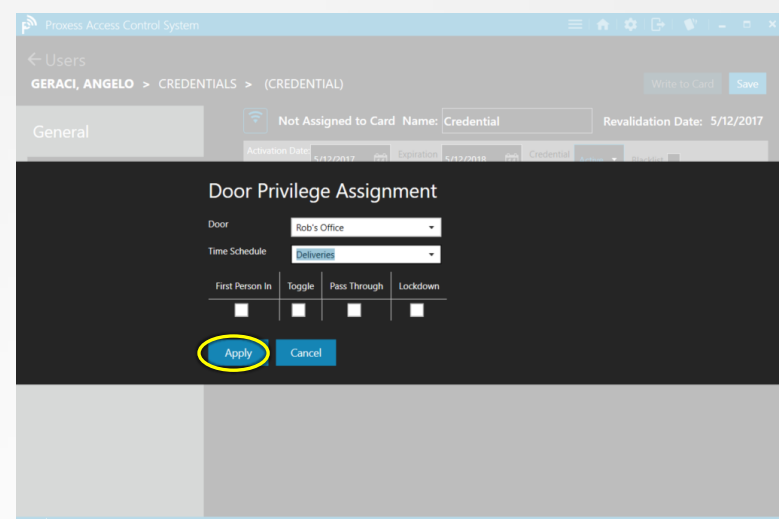 Proxess Access Control System
Users
GERACI, ANGELO > CREDENTIALS > (CREDENTIAL)
Write to Card Save
Not Assigned to Card Name: Credential Revalidation Date: 5/12/2017
General
Activation Date: 5/12/2017 Expiration 5/12/2018 Credential Active Blacklist
Door Privilege Assignment
Door Rob's Office
Time Schedule Deliveries
First Person In Toggle Pass Through Lockdown
Apply Cancel